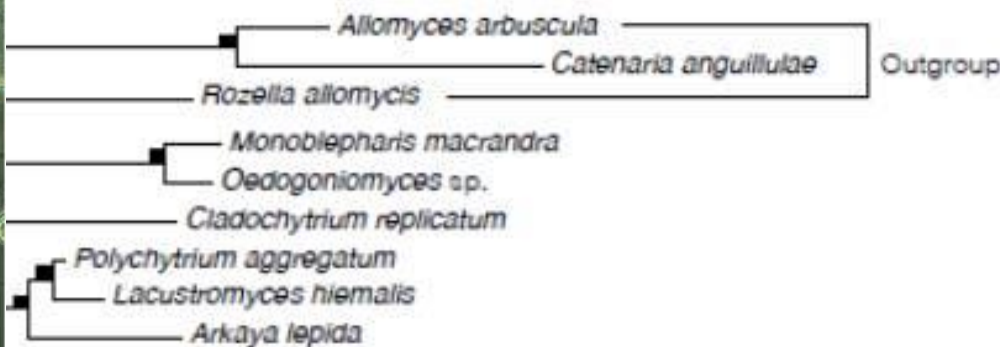 Allomyces arbuscula
Catenaria anguillulae
Outgroup
Rozella allomycis
Monoblepharis macrandra
Oedogoniomyces sp.
Cladochytrium replicatum
Polychytrium aggregatum
Lacustromyces hiemalis
Arkaya lepida